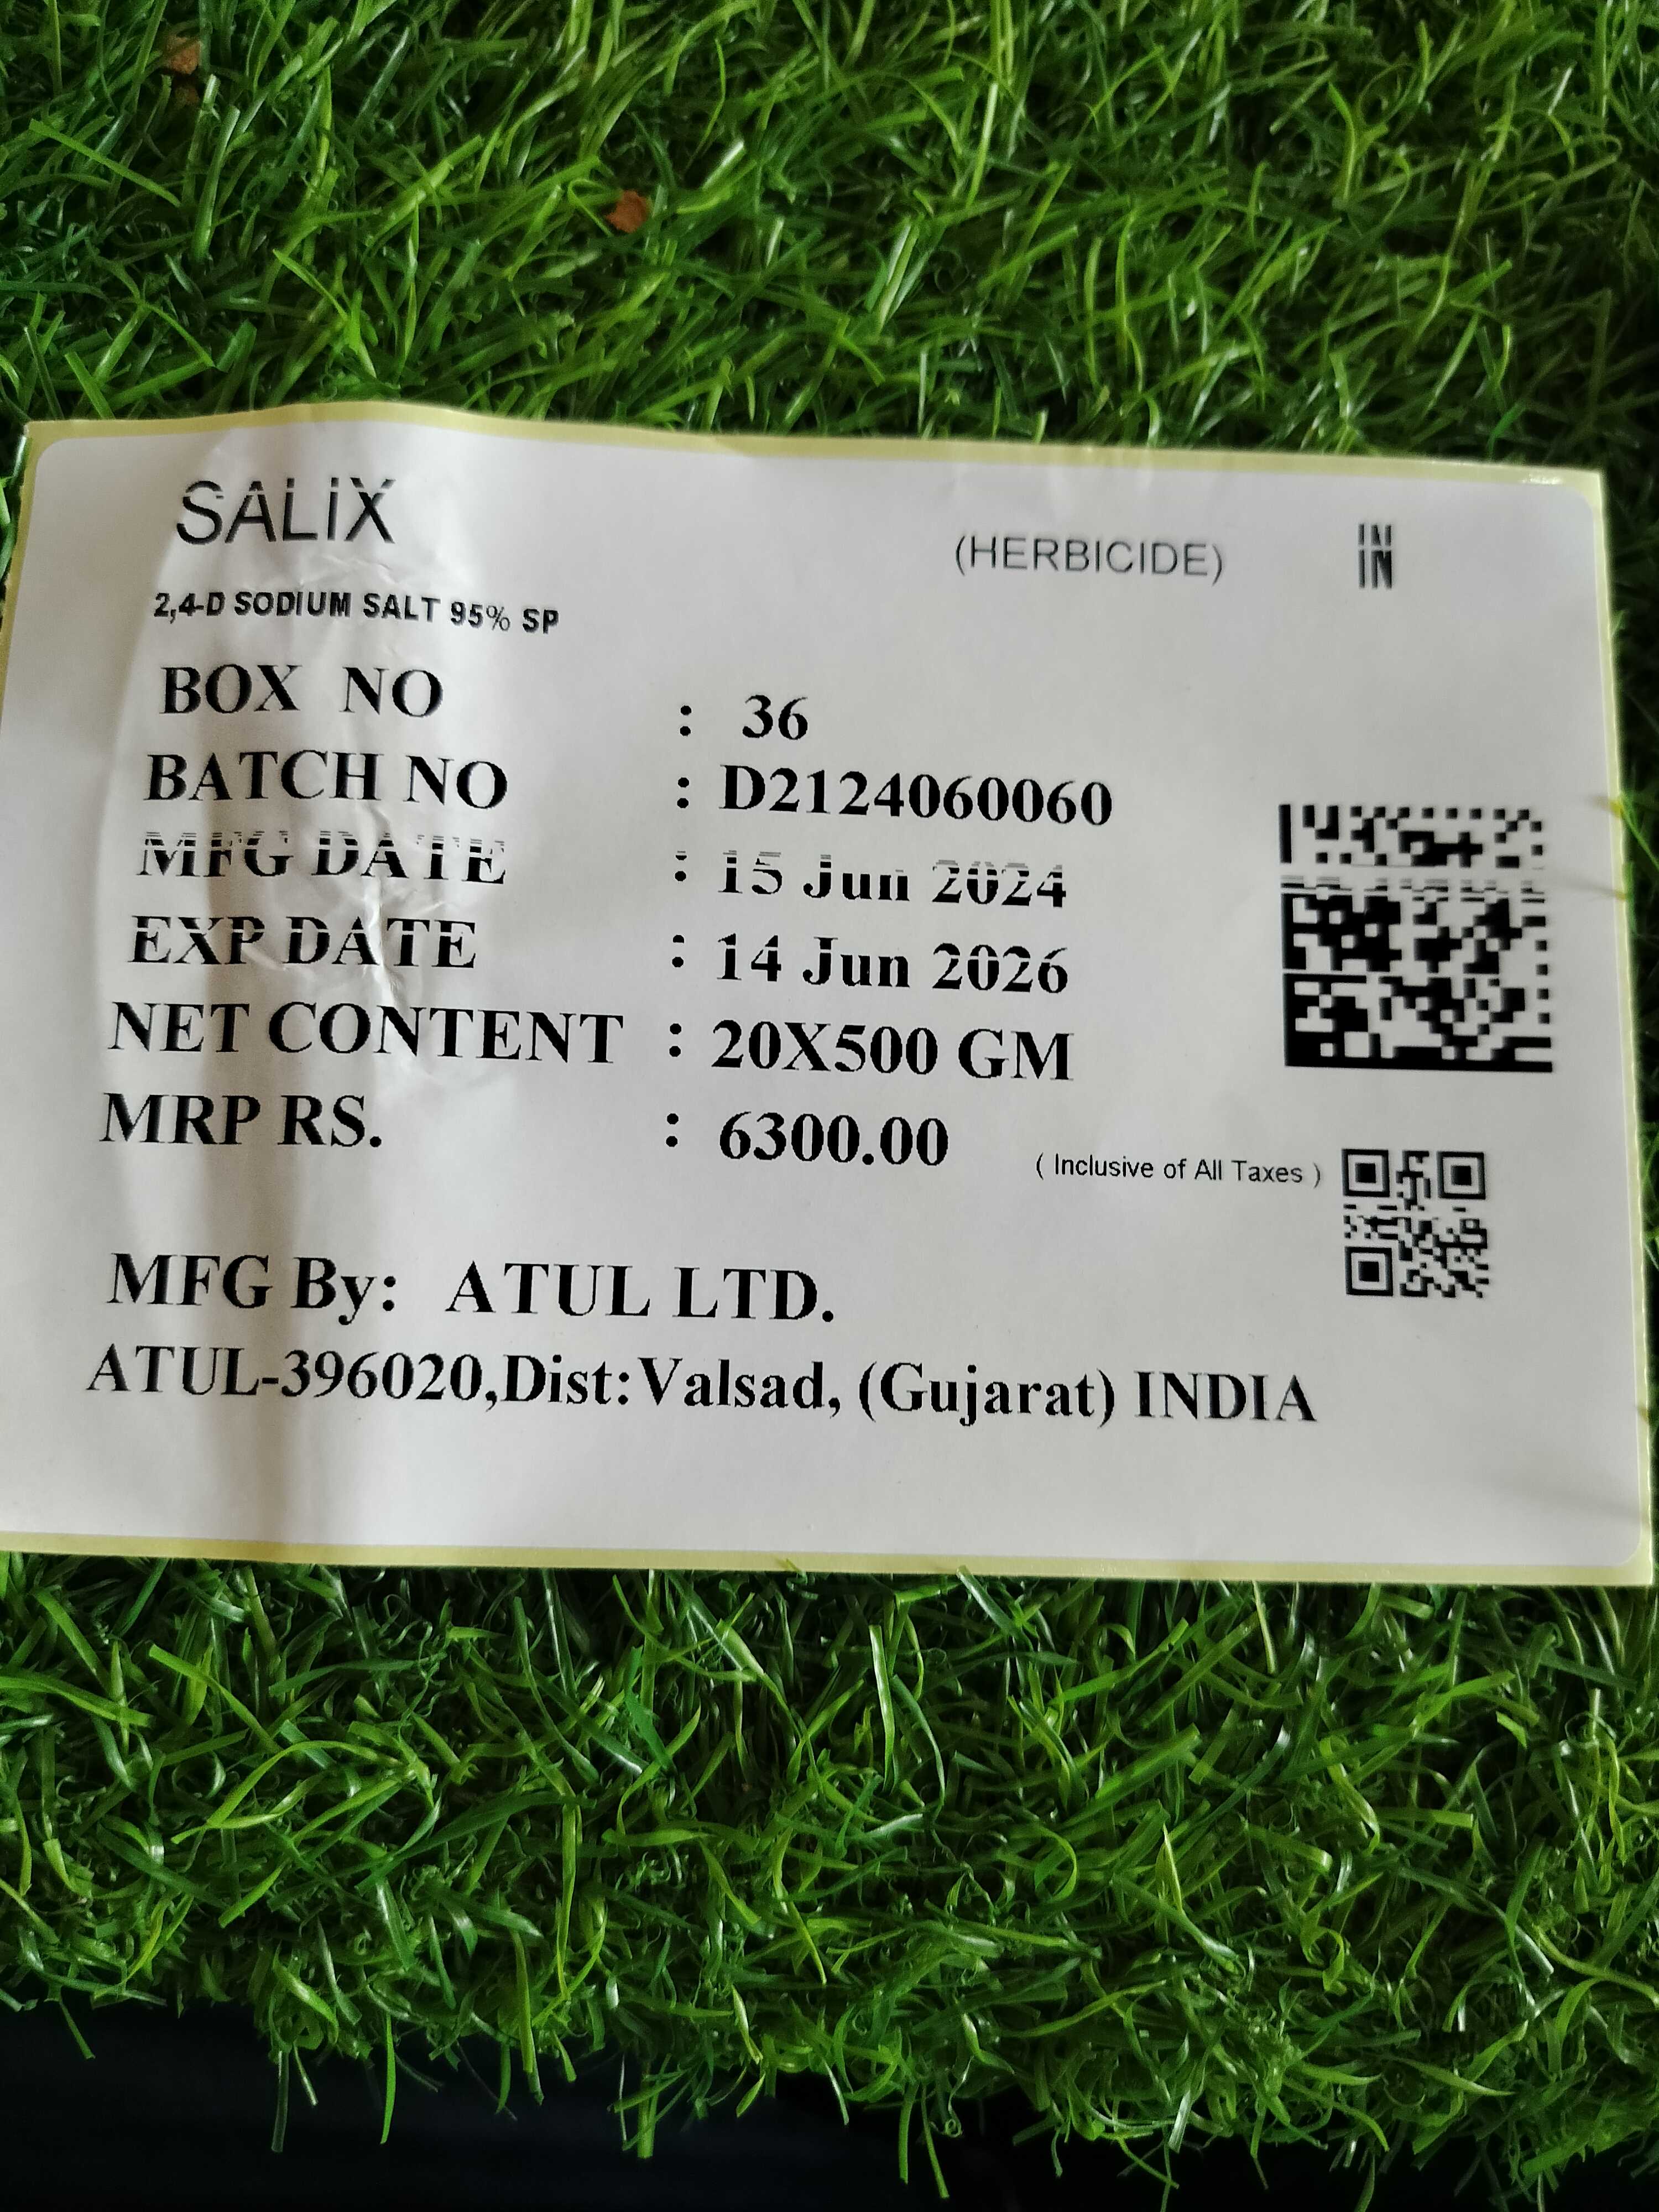 SALiX
(HERBICIDE)
IN
2,4-D SODIUM SALT 95% SP
BOX NO : 36
BATCH NO : D2124060060
MFG DATE : 15 Jun 2024
EXP DATE : 14 Jun 2026
NET CONTENT : 20X500 GM
MRP RS. : 6300.00 ( Inclusive of All Taxes )
MFG By: ATUL LTD.
ATUL-396020,Dist:Valsad, (Gujarat) INDIA